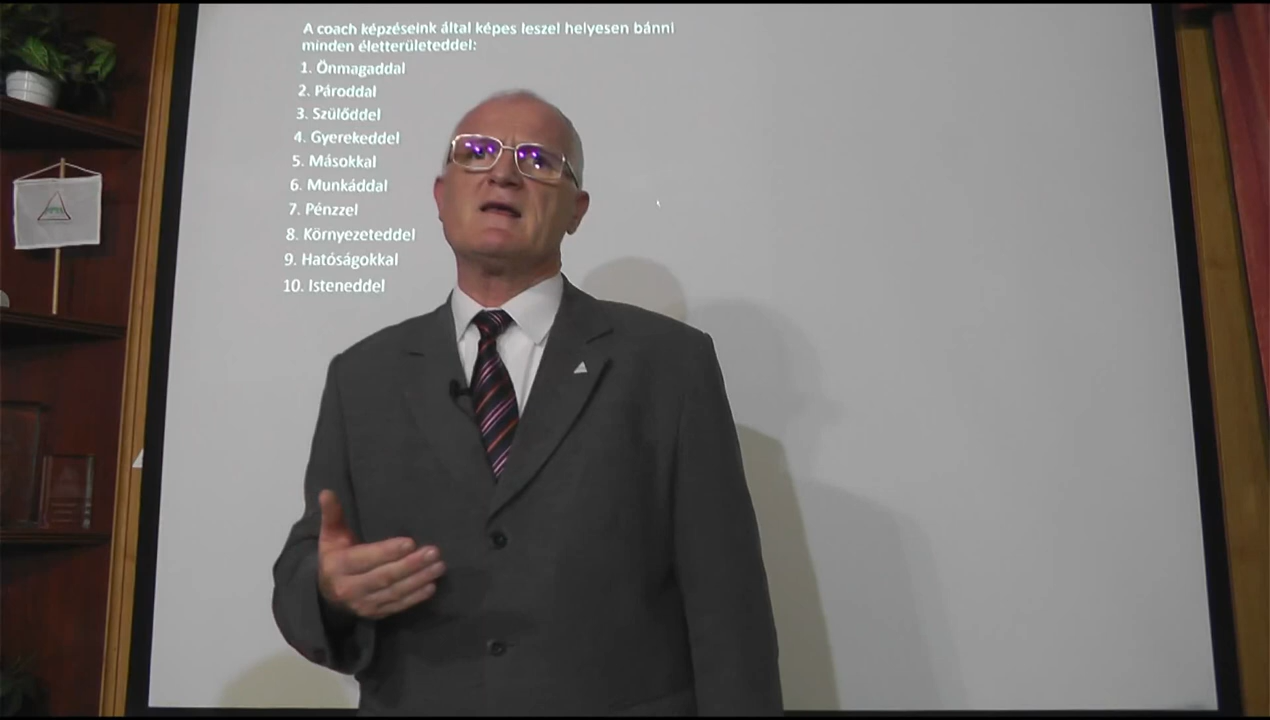 A coach képzéseink által képes leszel helyesen bánni
minden életterületeddel:
1. Önmagaddal
2. Pároddal
3. Szülőddel
4. Gyerekeddel
5. Másokkal
6. Munkáddal
7. Pénzzel
8. Környezeteddel
9. Hatóságokkal
10. Isteneddel